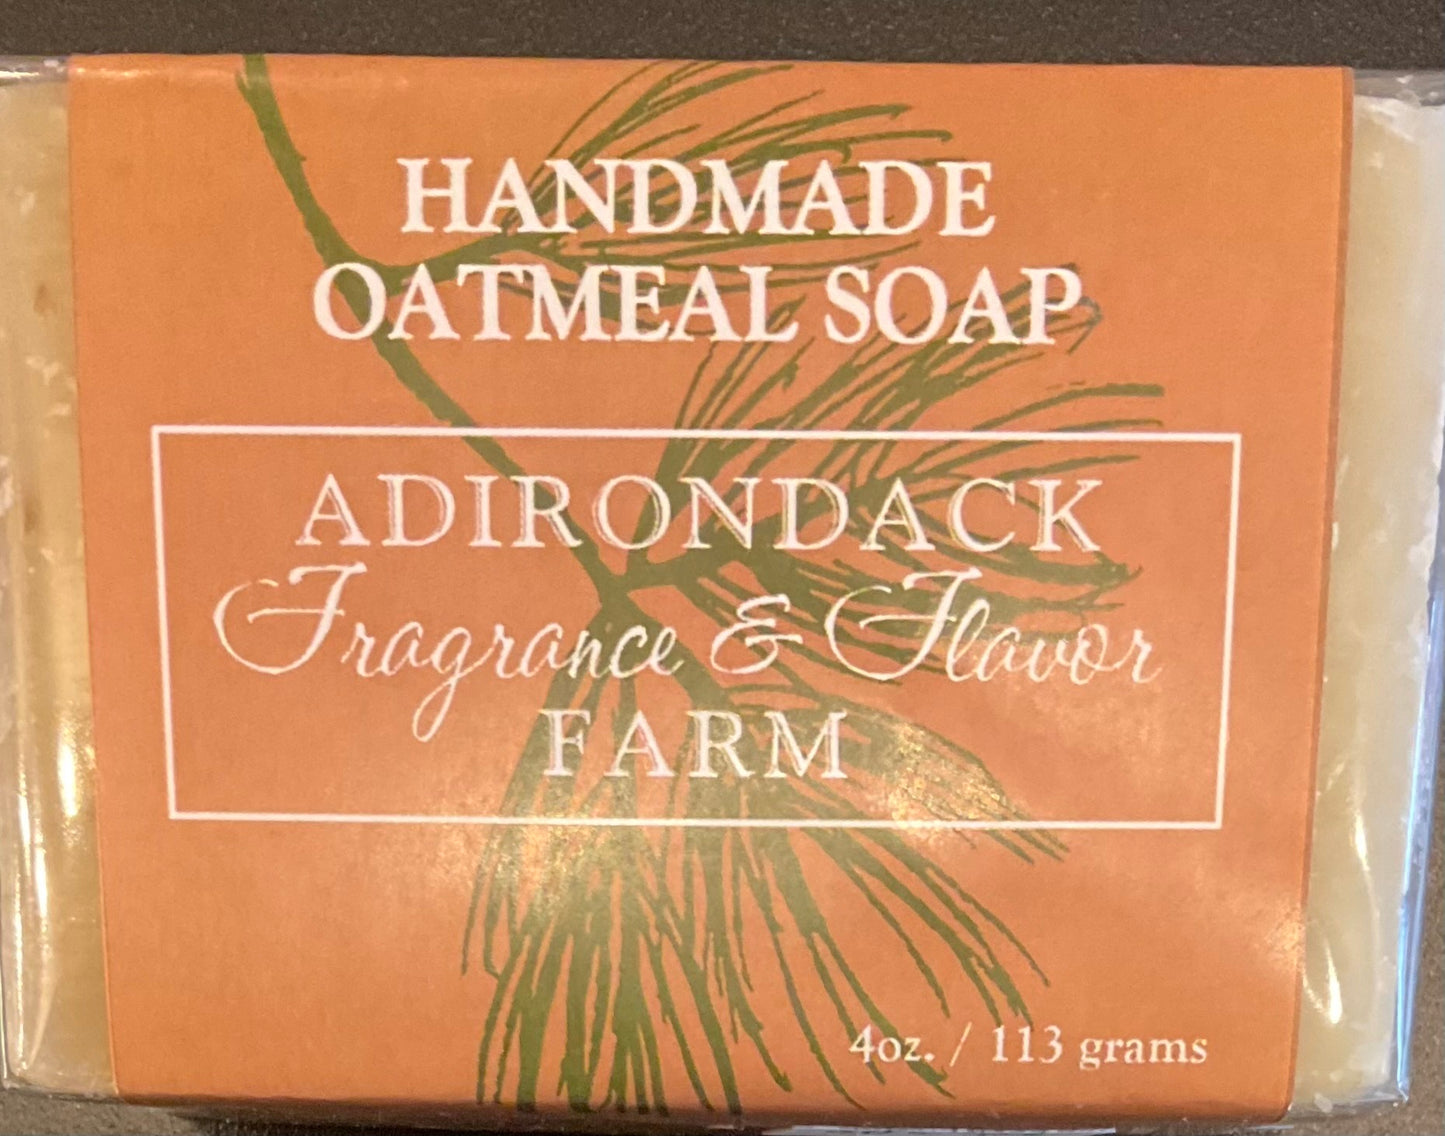 HANDMADE
OATMEAL SOAP
ADIRONDACK
Fragrance & Flavor
FARM
4oz. / 113 grams